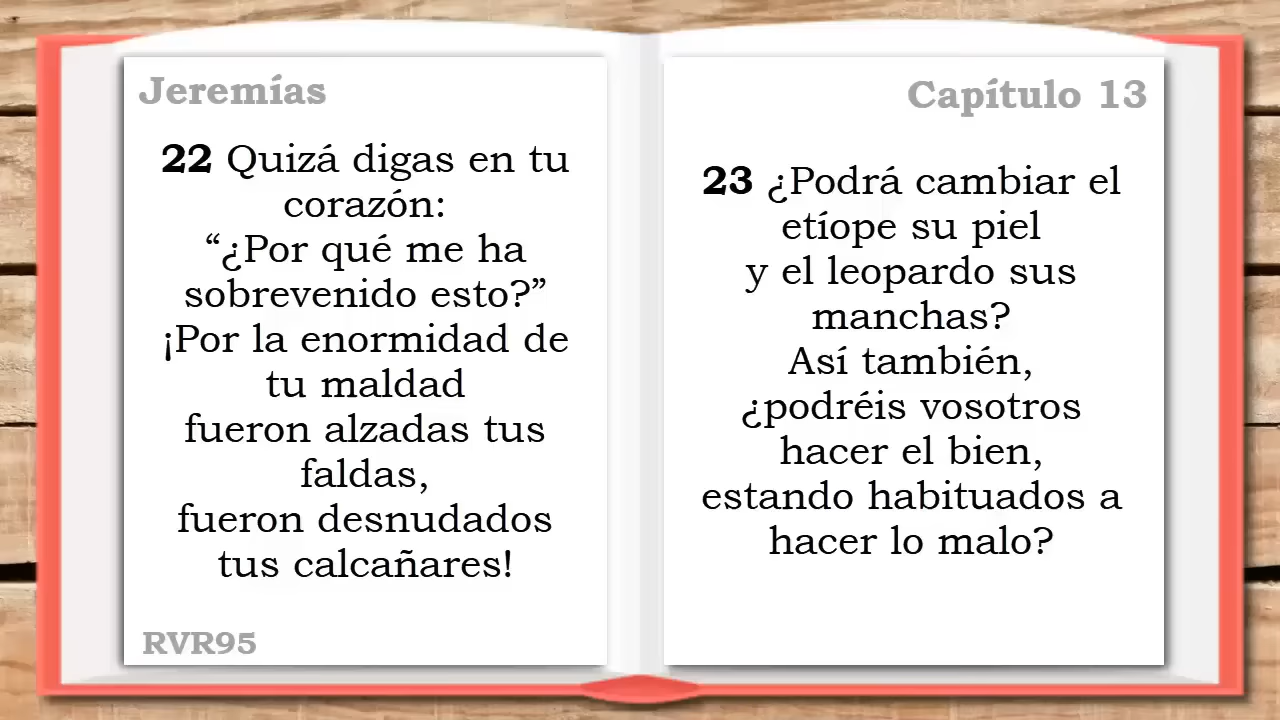 Jeremías
22 Quizá digas en tu
corazón:
“¿Por qué me ha
sobrevenido esto?”
¡Por la enormidad de
tu maldad
fueron alzadas tus
faldas,
fueron desnudados
tus calcañares!
RVR95
Capítulo 13
23 ¿Podrá cambiar el
etíope su piel
y el leopardo sus
manchas?
Así también,
¿podréis vosotros
hacer el bien,
estando habituados a
hacer lo malo?